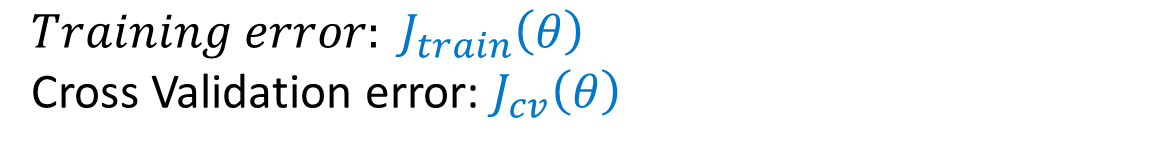 Training error: J_train(θ)
Cross Validation error: J_cv(θ)